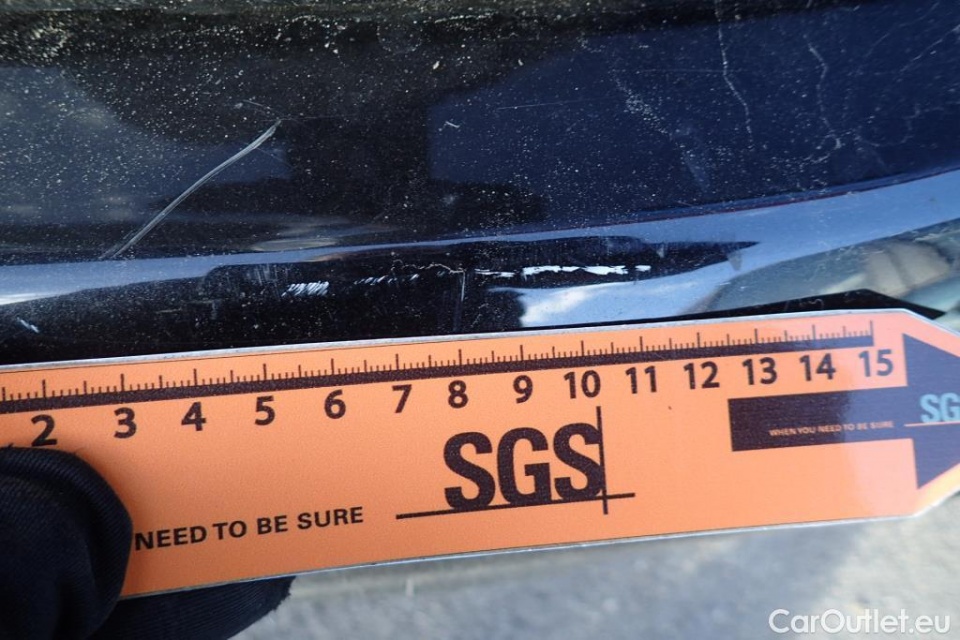 2 3 4 5 6 7 8 9 10 11 12 13 14 15
SGS
NEED TO BE SURE
WHEN YOU NEED TO BE SURE
SG
CarOutlet.eu